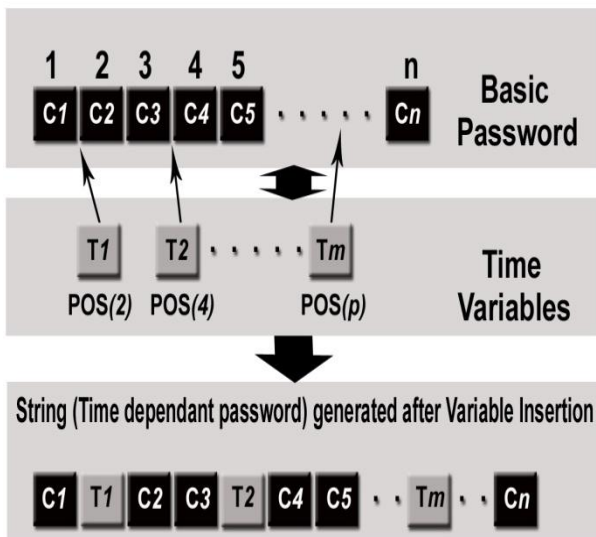 1 2 3 4 5 n
C1 C2 C3 C4 C5 . . . . . Cn
Basic
Password
T1 T2 . . . . . Tm
POS(2) POS(4) POS(p)
Time
Variables
String (Time dependant password) generated after Variable Insertion
C1 T1 C2 C3 T2 C4 C5 . . Tm . . Cn